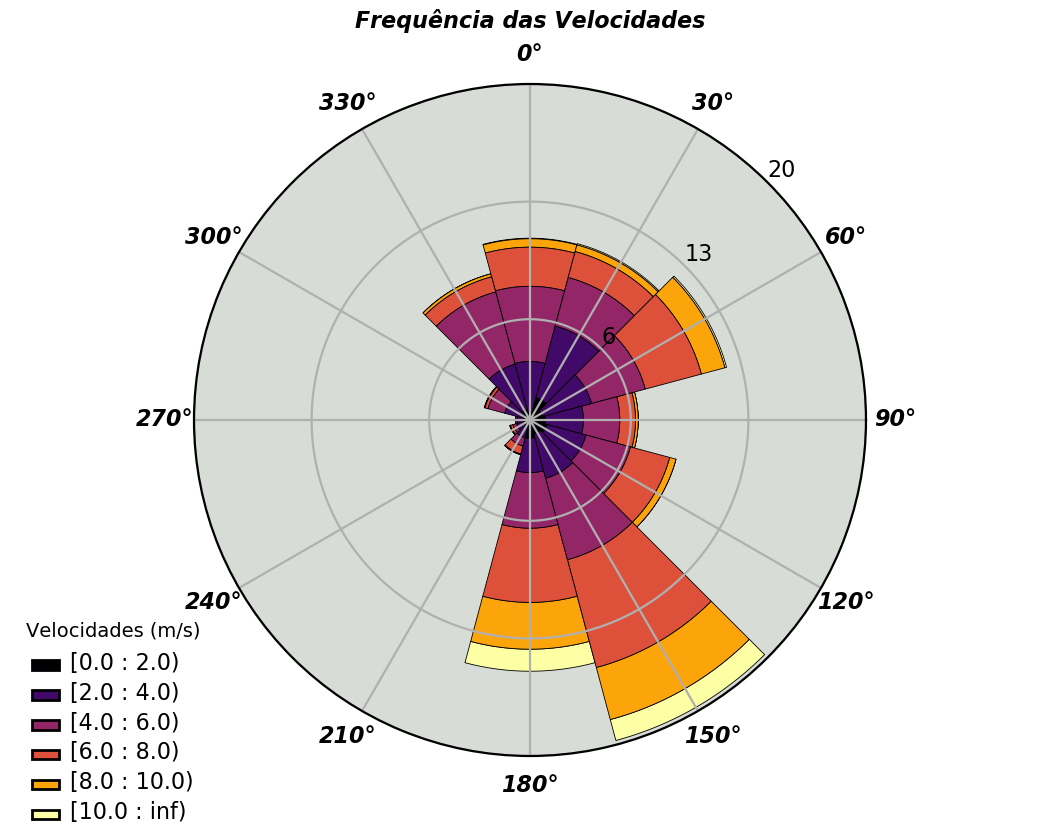 Frequência das Velocidades
0°
330°
30°
20
300°
60°
13
6
270°
90°
240°
120°
210°
150°
180°
Velocidades (m/s)
[0.0 : 2.0)
[2.0 : 4.0)
[4.0 : 6.0)
[6.0 : 8.0)
[8.0 : 10.0)
[10.0 : inf)